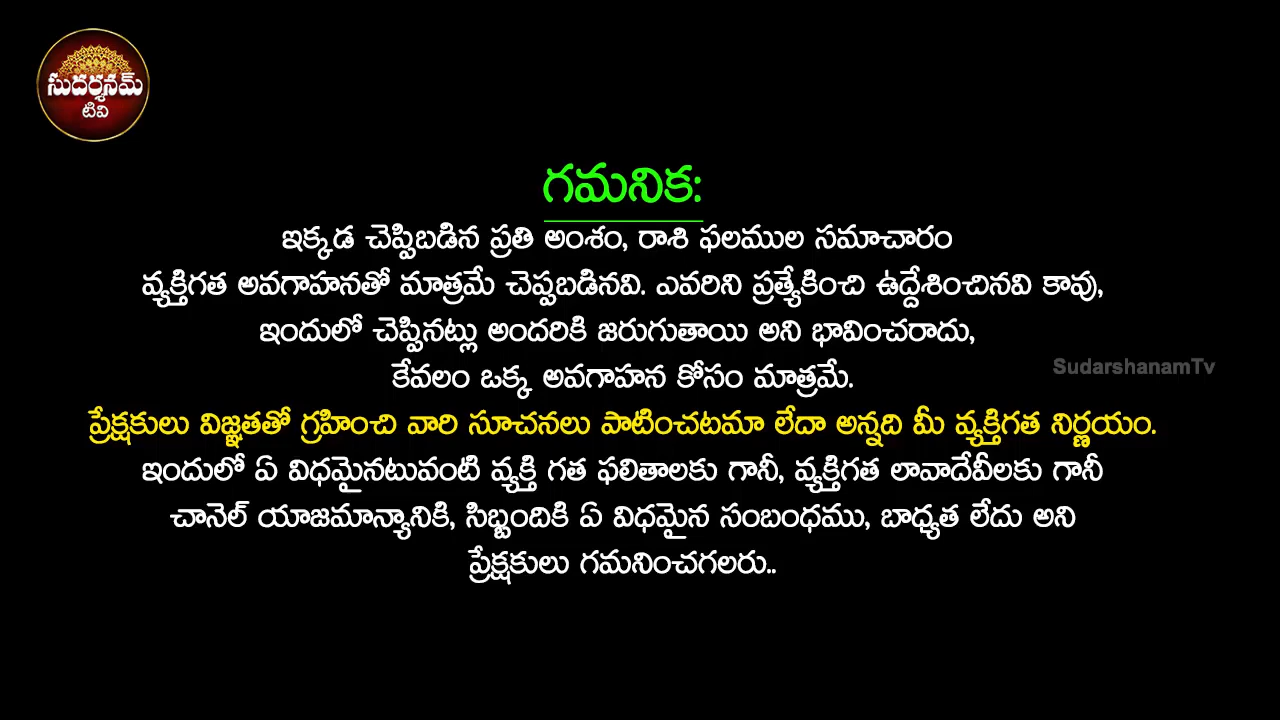 సుదర్శనమ్
టివి
గమనిక:
ఇక్కడ చెప్పిబడిన ప్రతి అంశం, రాశి ఫలముల సమాచారం
వ్యక్తిగత అవగాహనతో మాత్రమే చెప్పబడినవి. ఎవరిని ప్రత్యేకించి ఉద్దేశించినవి కావు,
ఇందులో చెప్పినట్లు అందరికి జరుగుతాయి అని భావించరాదు,
కేవలం ఒక్క అవగాహన కోసం మాత్రమే.
SudarshanamTv
ప్రేక్షకులు విజ్ఞతతో గ్రహించి వారి సూచనలు పాటించటమా లేదా అన్నది మీ వ్యక్తిగత నిర్ణయం.
ఇందులో ఏ విధమైనటువంటి వ్యక్తి గత ఫలితాలకు గానీ, వ్యక్తిగత లావాదేవీలకు గానీ
చానెల్ యాజమాన్యానికి, సిబ్బందికి ఏ విధమైన సంబంధము, బాధ్యత లేదు అని
ప్రేక్షకులు గమనించగలరు..